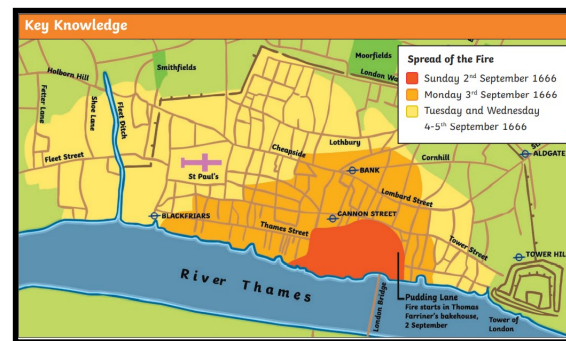 Key Knowledge
Moorfields
Smithfields
London Wa
Holborn Hill
Fetter Lane
Shoe Lane
Fleet Ditch
Fleet Street
St Paul's
Cheapside
Lothbury
BANK
Cornhill
ALDGATE
Lombard Street
CANNON STREET
BLACKFRIARS
Thames Street
Tower Street
TOWER HIL
River Thames
London Bridge
Pudding Lane
Fire starts in Thomas
Farriner's bakehouse,
2 September
Tower of
London
Spread of the Fire
Sunday 2nd September 1666
Monday 3rd September 1666
Tuesday and Wednesday
4-5th September 1666